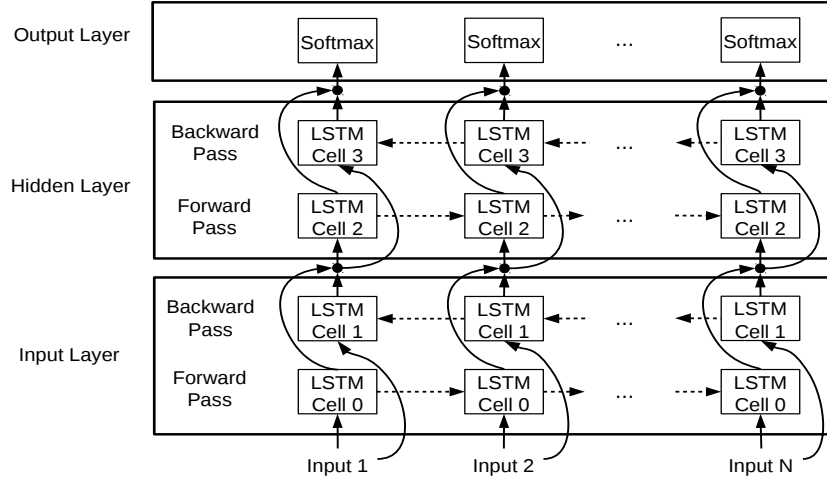 Output Layer
Softmax Softmax ... Softmax
Backward Pass
LSTM Cell 3 LSTM Cell 3 ... LSTM Cell 3
Hidden Layer
Forward Pass
LSTM Cell 2 LSTM Cell 2 ... LSTM Cell 2
Backward Pass
LSTM Cell 1 LSTM Cell 1 ... LSTM Cell 1
Input Layer
Forward Pass
LSTM Cell 0 LSTM Cell 0 ... LSTM Cell 0
Input 1 Input 2 Input N